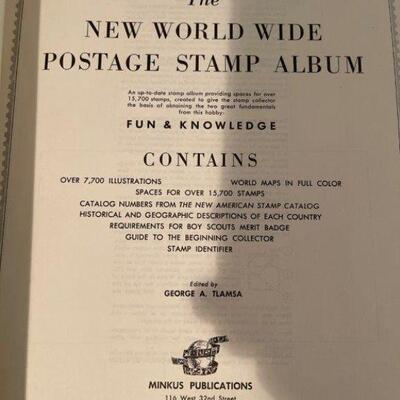 The
NEW WORLD WIDE
POSTAGE STAMP ALBUM
An up-to-date stamp album providing spaces for over
15,700 stamps, created to give the stamp collector
the basis of obtaining the two great fundamentals
from this hobby:
FUN & KNOWLEDGE
CONTAINS
OVER 7,700 ILLUSTRATIONS WORLD MAPS IN FULL COLOR
SPACES FOR OVER 15,700 STAMPS
CATALOG NUMBERS FROM THE NEW AMERICAN STAMP CATALOG
HISTORICAL AND GEOGRAPHIC DESCRIPTIONS OF EACH COUNTRY
REQUIREMENTS FOR BOY SCOUTS MERIT BADGE
GUIDE TO THE BEGINNING COLLECTOR
STAMP IDENTIFIER
Edited by
GEORGE A. TLAMSA
MINKUS PUBLICATIONS
116 West 32nd Street